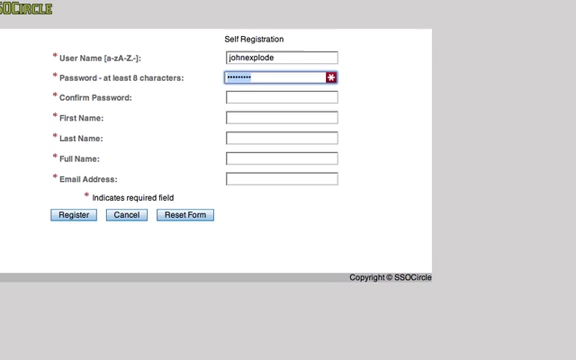 SSOCircle
Self Registration
* User Name [a-zA-Z.-]: johnexplode
* Password - at least 8 characters: •••••••••
* Confirm Password:
* First Name:
* Last Name:
* Full Name:
* Email Address:
* Indicates required field
Register Cancel Reset Form
Copyright © SSOCircle